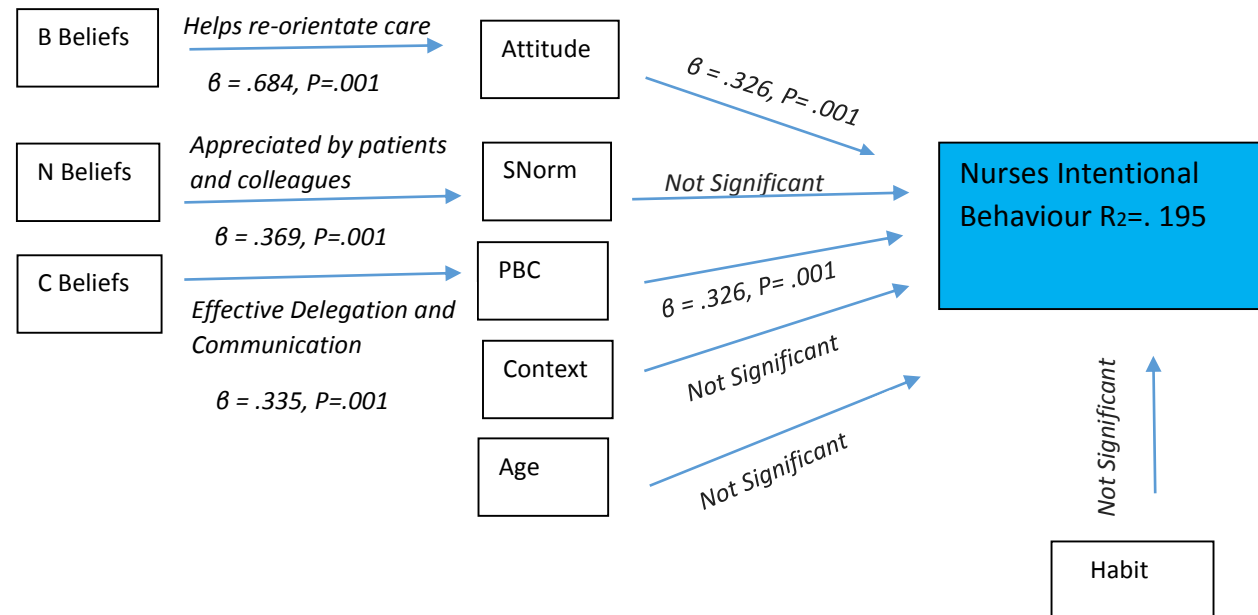 B Beliefs
Helps re-orientate care
β = .684, P=.001
Attitude
β = .326, P= .001
N Beliefs
Appreciated by patients
and colleagues
β = .369, P=.001
SNorm
Not Significant
Nurses Intentional
Behaviour R2=. 195
C Beliefs
Effective Delegation and
Communication
β = .335, P=.001
PBC
β = .326, P= .001
Context
Not Significant
Age
Not Significant
Not Significant
Habit